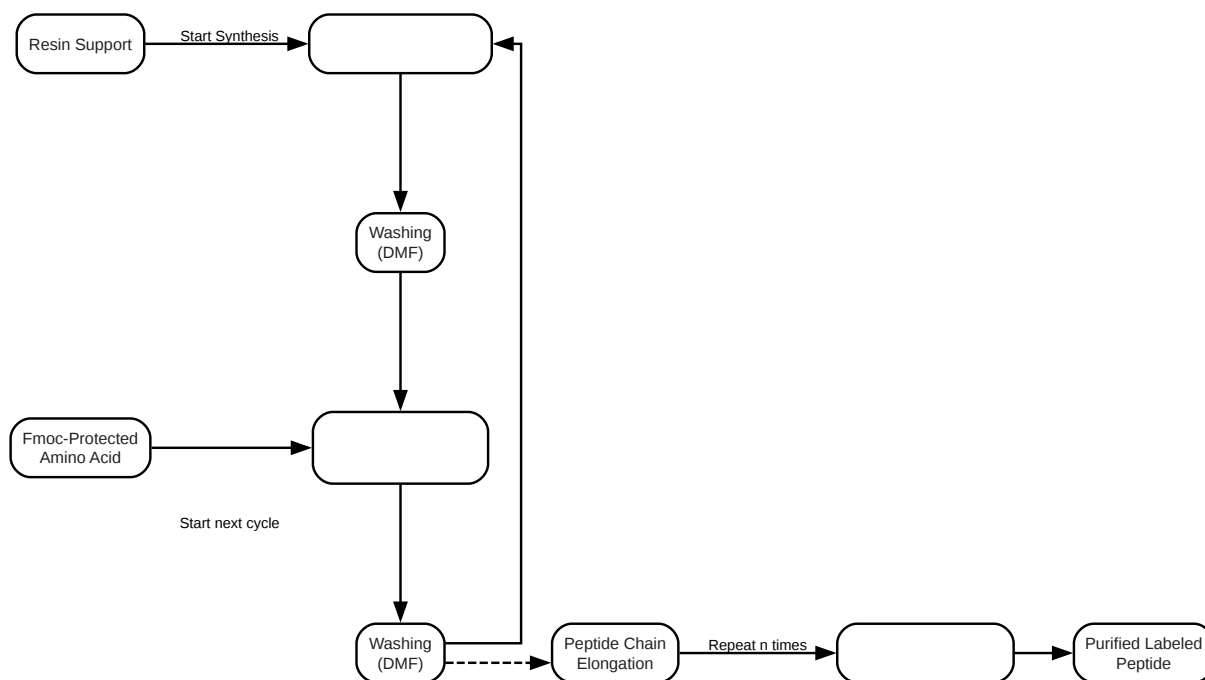 Resin Support
Start Synthesis
Washing
(DMF)
Fmoc-Protected
Amino Acid
Start next cycle
Washing
(DMF)
Peptide Chain
Elongation
Repeat n times
Purified Labeled
Peptide